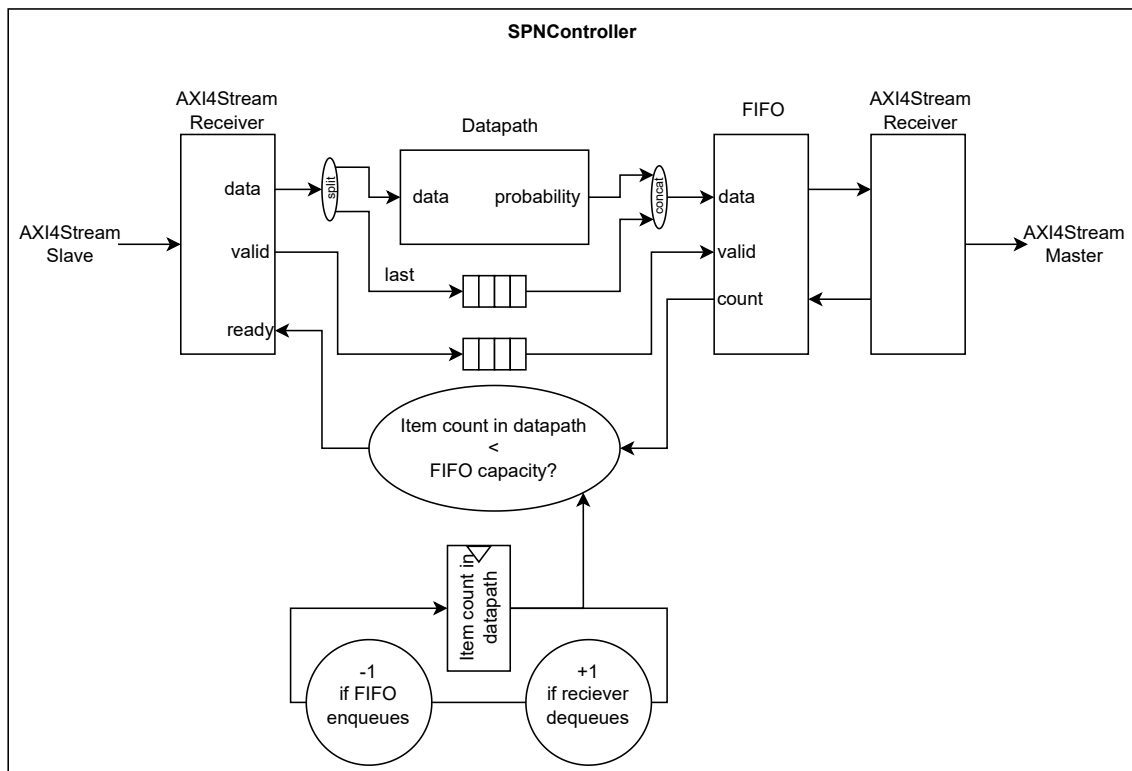 SPNController
AXI4Stream
Receiver
Datapath
FIFO
AXI4Stream
Receiver
data
split
data
probability
concat
data
AXI4Stream
Slave
valid
last
valid
AXI4Stream
Master
count
ready
Item count in datapath
<
FIFO capacity?
Item count in
datapath
-1
if FIFO
enqueues
+1
if reciever
dequeues